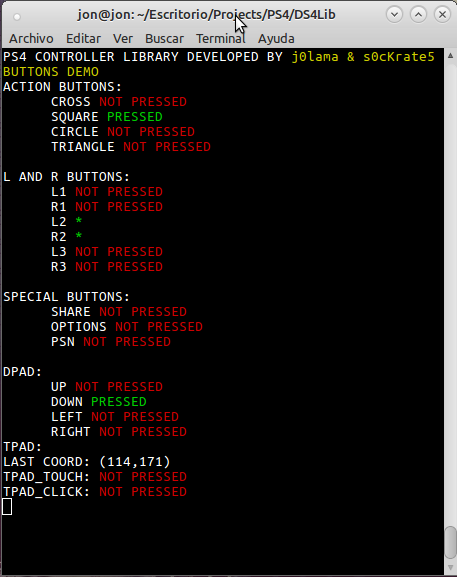 jon@jon: ~/Escritorio/Projects/PS4/DS4Lib
Archivo Editar Ver Buscar Terminal Ayuda
PS4 CONTROLLER LIBRARY DEVELOPED BY j0lama & s0cKrate5
BUTTONS DEMO
ACTION BUTTONS:
CROSS NOT PRESSED
SQUARE PRESSED
CIRCLE NOT PRESSED
TRIANGLE NOT PRESSED
L AND R BUTTONS:
L1 NOT PRESSED
R1 NOT PRESSED
L2 *
R2 *
L3 NOT PRESSED
R3 NOT PRESSED
SPECIAL BUTTONS:
SHARE NOT PRESSED
OPTIONS NOT PRESSED
PSN NOT PRESSED
DPAD:
UP NOT PRESSED
DOWN PRESSED
LEFT NOT PRESSED
RIGHT NOT PRESSED
TPAD:
LAST COORD: (114,171)
TPAD_TOUCH: NOT PRESSED
TPAD_CLICK: NOT PRESSED